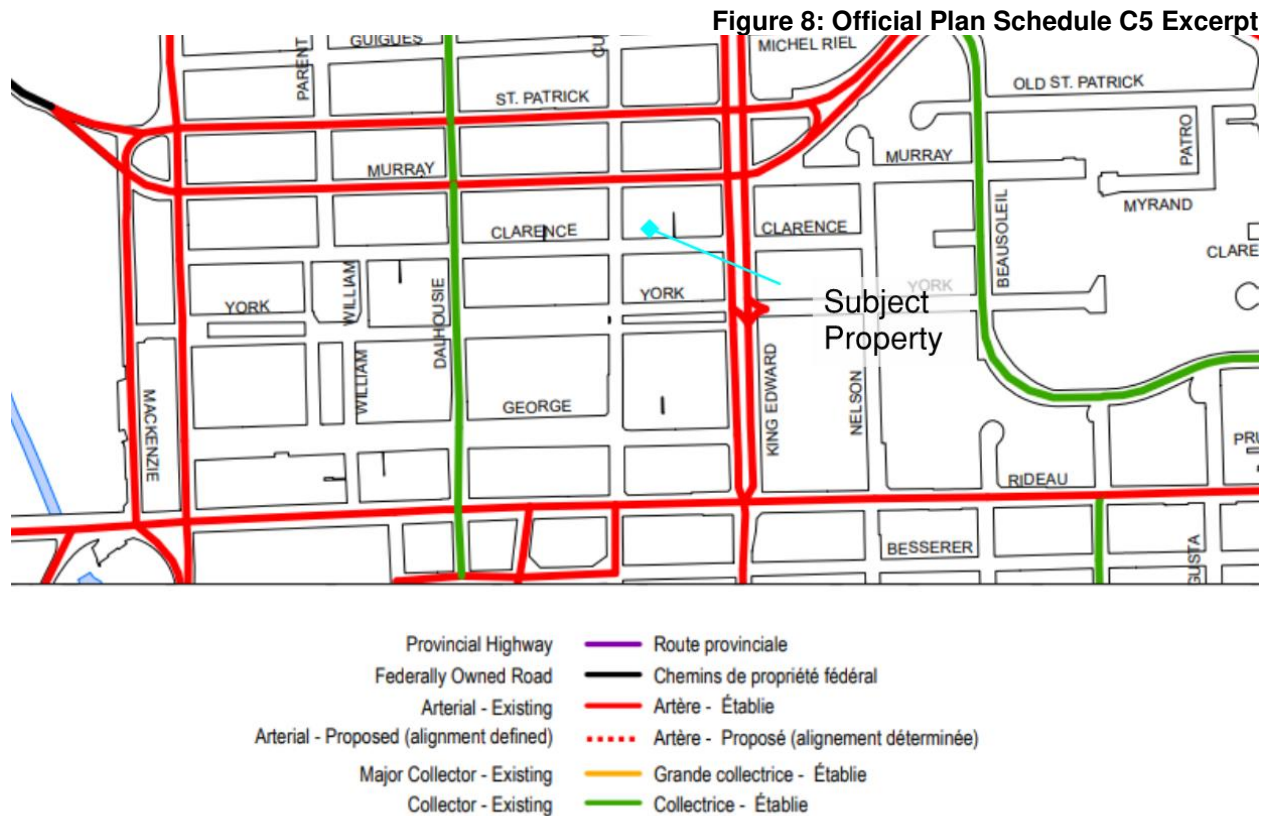 Figure 8: Official Plan Schedule C5 Excerpt
GUIGUES
PARENT
CU
MICHEL RIEL
ST. PATRICK
OLD ST. PATRICK
MURRAY
MURRAY
PATRO
MYRAND
BEAUSOLEIL
CLARENCE
CLARENCE
CLARE
YORK
WILLIAM
DALHOUSIE
YORK
YORK
Subject
Property
MACKENZIE
WILLIAM
GEORGE
KING EDWARD
NELSON
PRU
RIDEAU
BESSERER
GUSTA
Provincial Highway Route provinciale
Federally Owned Road Chemins de propriété fédéral
Arterial - Existing Artère - Établie
Arterial - Proposed (alignment defined) Artère - Proposé (alignement déterminée)
Major Collector - Existing Grande collectrice - Établie
Collector - Existing Collectrice - Établie